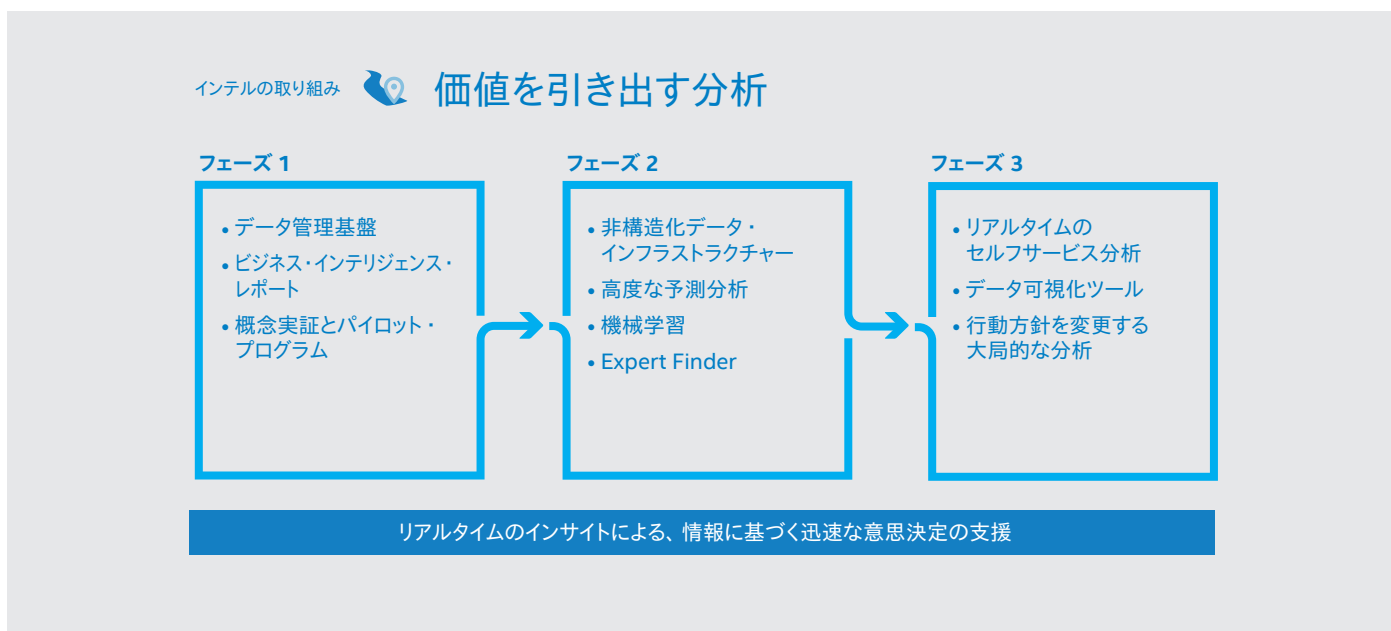 インテルの取り組み
価値を引き出す分析
フェーズ 1
• データ管理基盤
• ビジネス・インテリジェンス・
レポート
• 概念実証とパイロット・
プログラム
フェーズ 2
• 非構造化データ・
インフラストラクチャー
• 高度な予測分析
• 機械学習
• Expert Finder
フェーズ 3
• リアルタイムの
セルフサービス分析
• データ可視化ツール
• 行動方針を変更する
大局的な分析
リアルタイムのインサイトによる、情報に基づく迅速な意思決定の支援